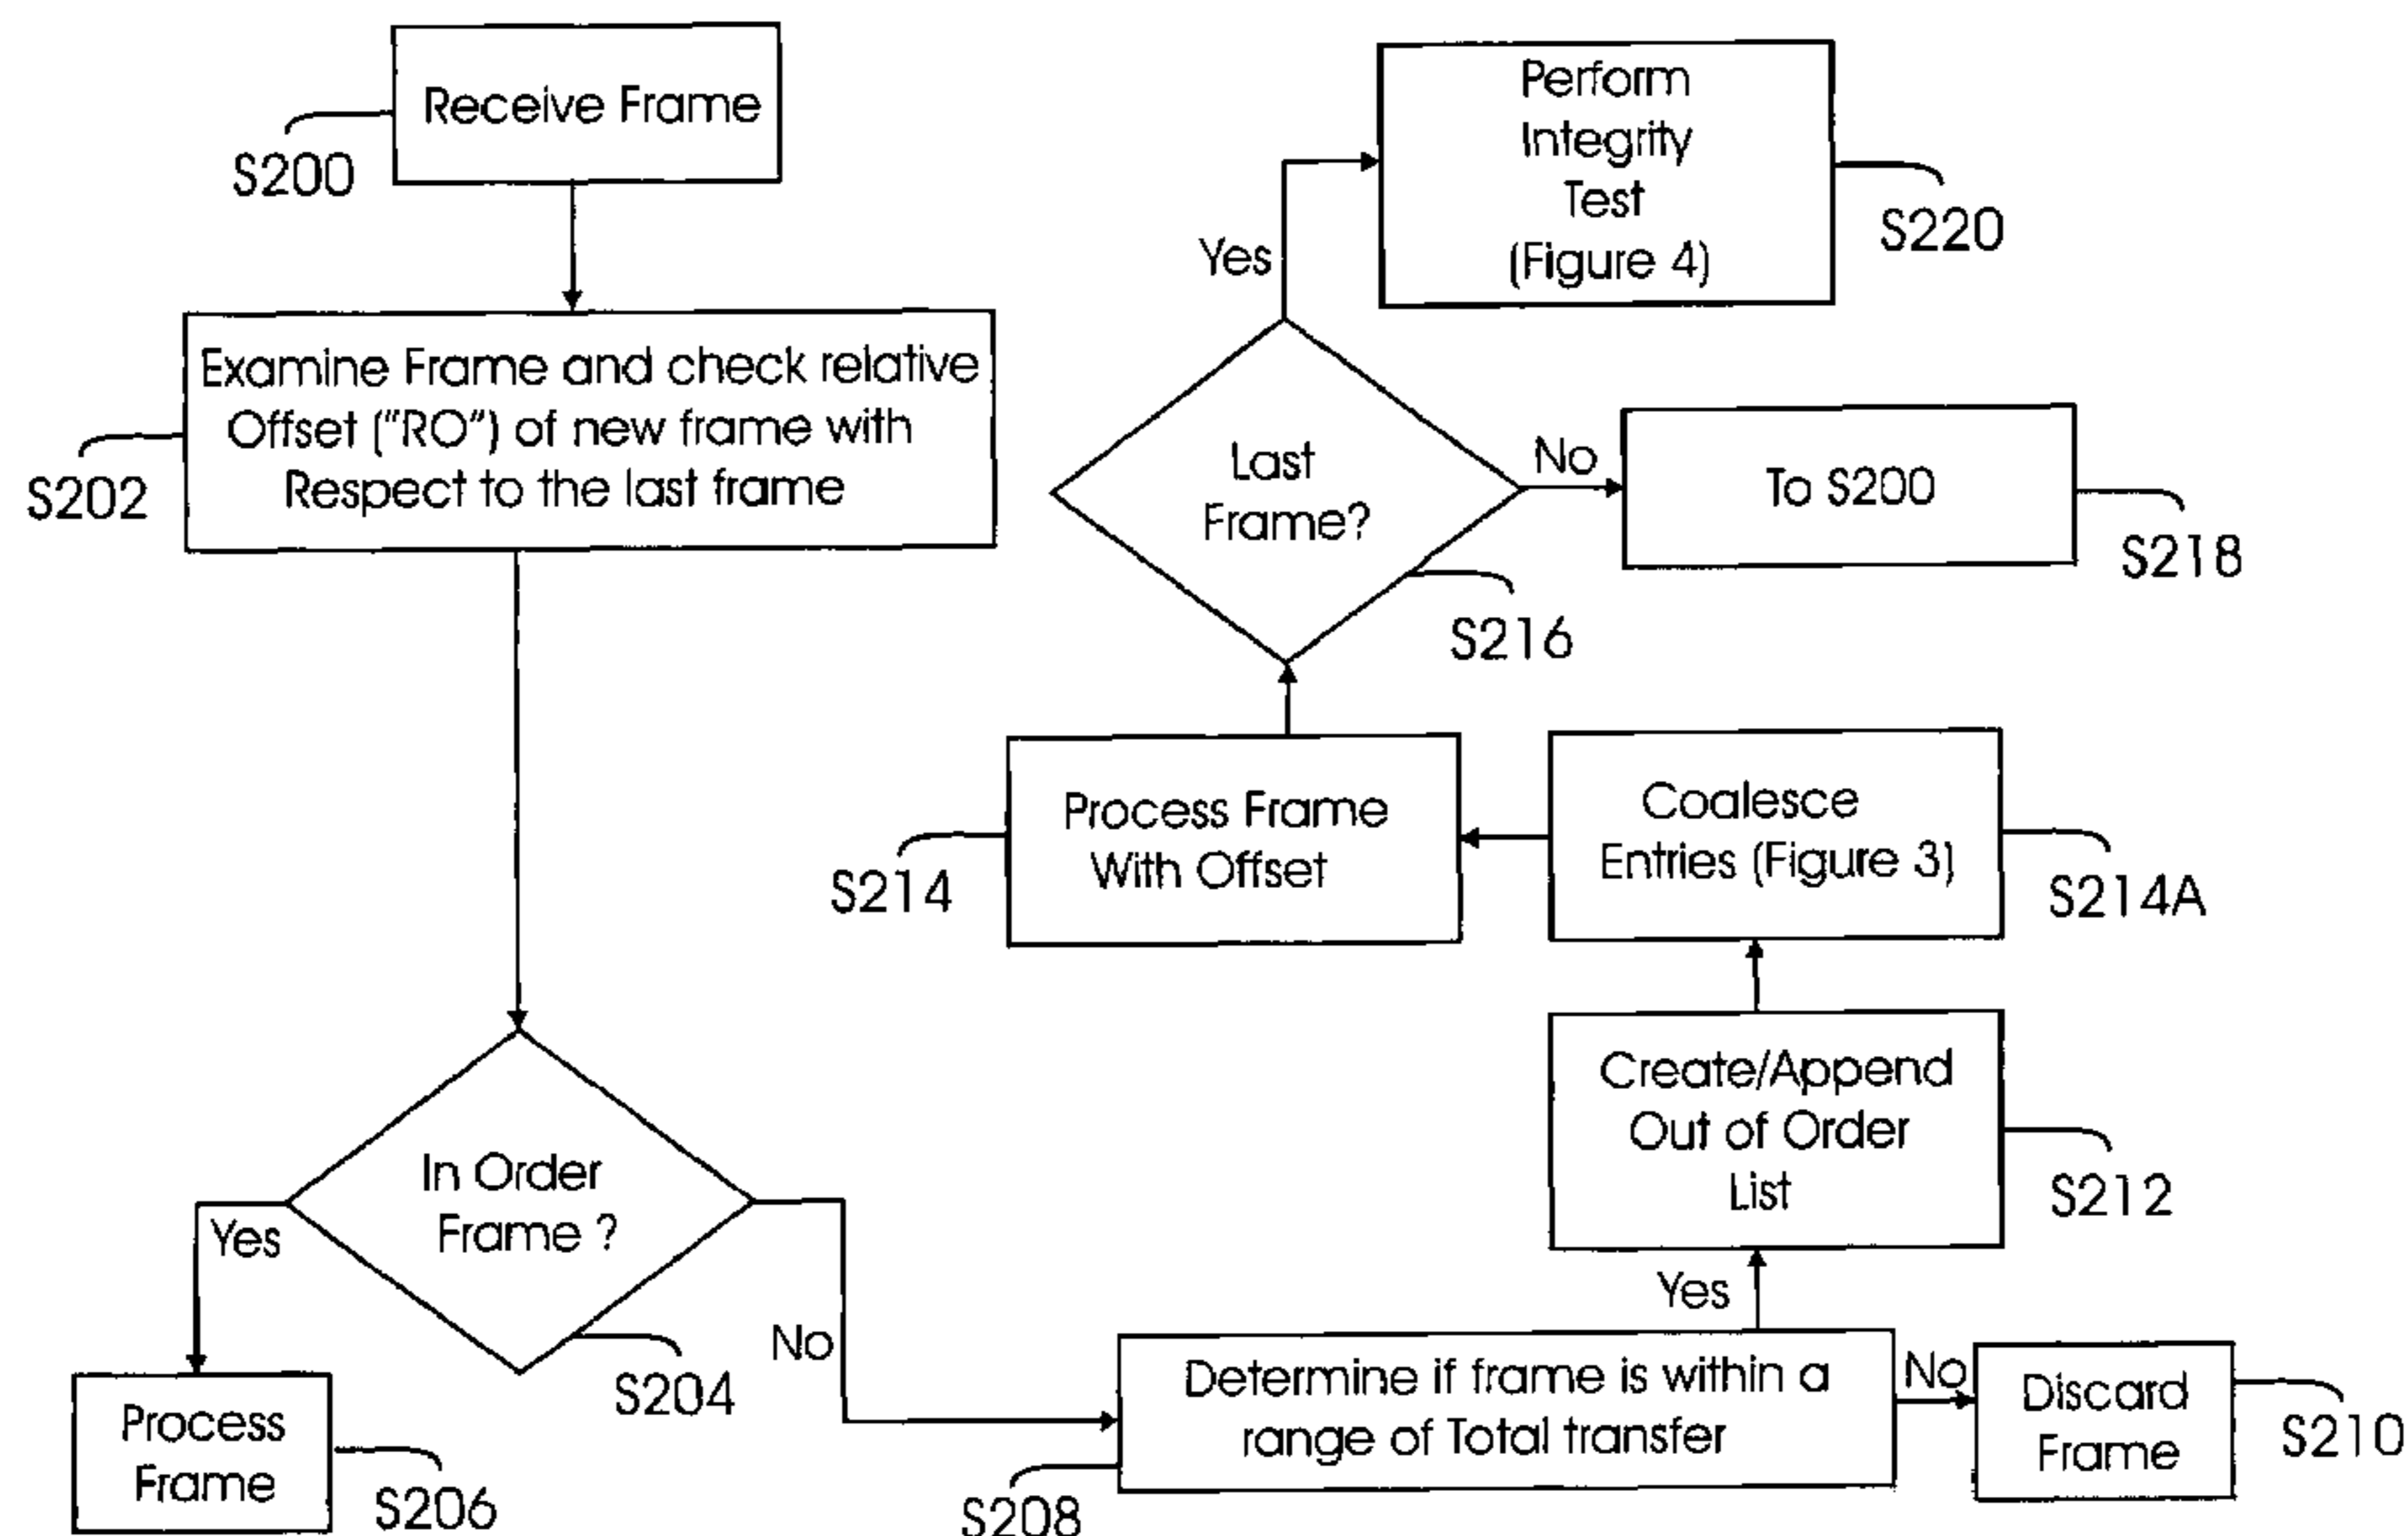 Receive Frame
S200
Examine Frame and check relative
Offset ("RO") of new frame with
Respect to the last frame
S202
In Order
Frame ?
S204
Yes
Process
Frame
S206
No
Determine if frame is within a
range of Total transfer
S208
No
Discard
Frame
S210
Yes
Create/Append
Out of Order
List
S212
Coalesce
Entries (Figure 3)
S214A
Process Frame
With Offset
S214
Last
Frame?
S216
No
To S200
S218
Yes
Perform
Integrity
Test
(Figure 4)
S220